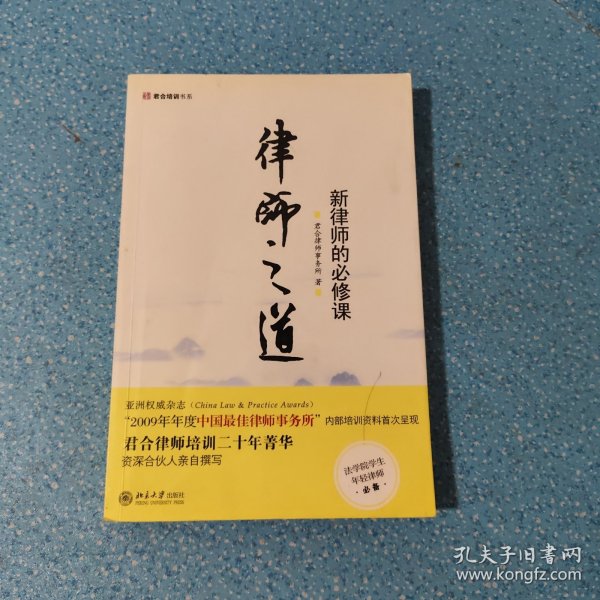 君合培训书系
律师之道
新律师的必修课
君合律师事务所 著
亚洲权威杂志（China Law & Practice Awards）
“2009年年度中国最佳律师事务所”内部培训资料首次呈现
君合律师培训二十年菁华
资深合伙人亲自撰写
法学院学生
年轻律师
·必备·
北京大学出版社
PEKING UNIVERSITY PRESS
孔夫子旧书网
www.kongfz.com